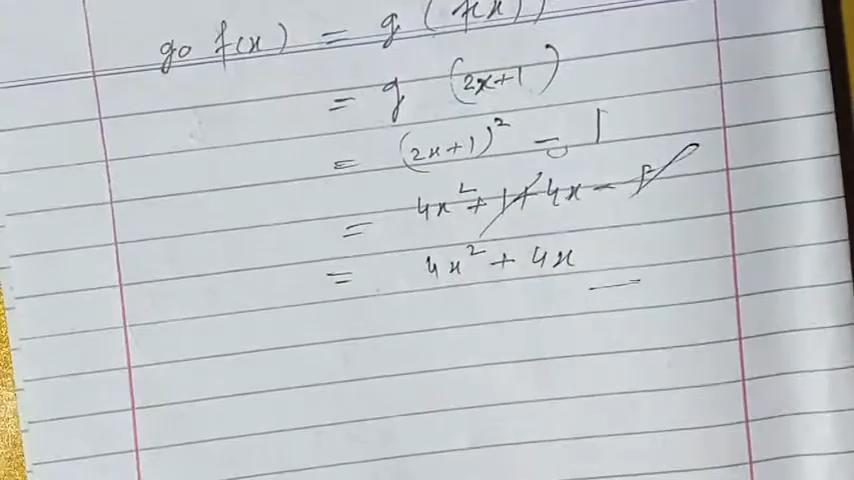 go f(x) = g(f(x))
= g (2x+1)
= (2x+1)² - 1
= 4x² + 1 + 4x - 1
= 4x² + 4x